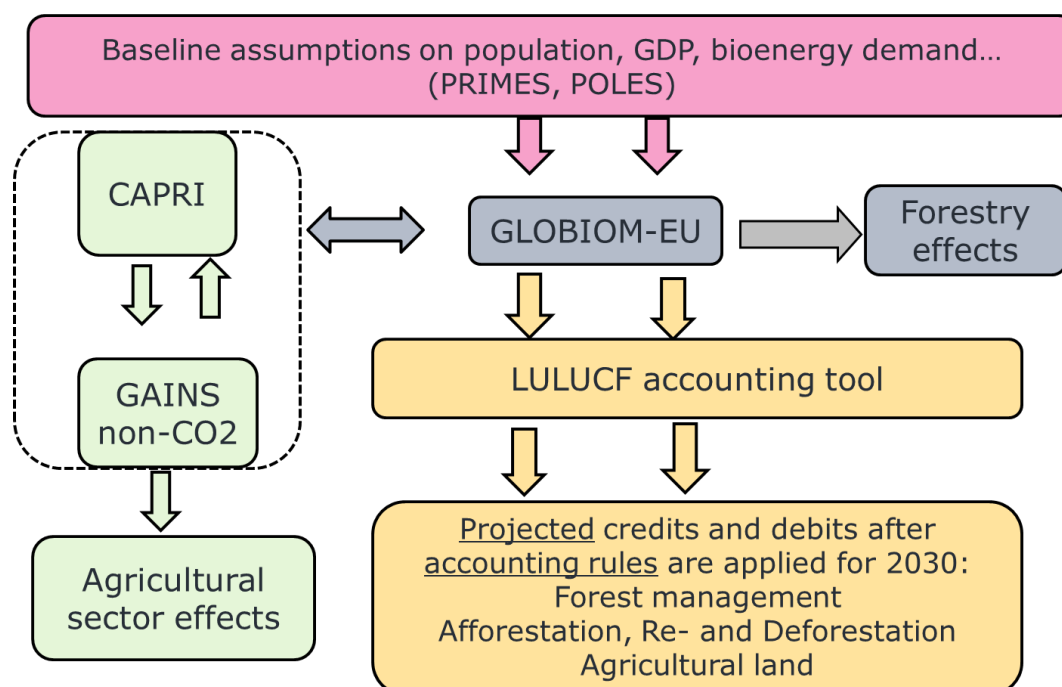 Baseline assumptions on population, GDP, bioenergy demand…
(PRIMES, POLES)
CAPRI
GLOBIOM-EU
Forestry
effects
LULUCF accounting tool
GAINS
non-CO2
Projected credits and debits after
accounting rules are applied for 2030:
Forest management
Afforestation, Re- and Deforestation
Agricultural land
Agricultural
sector effects